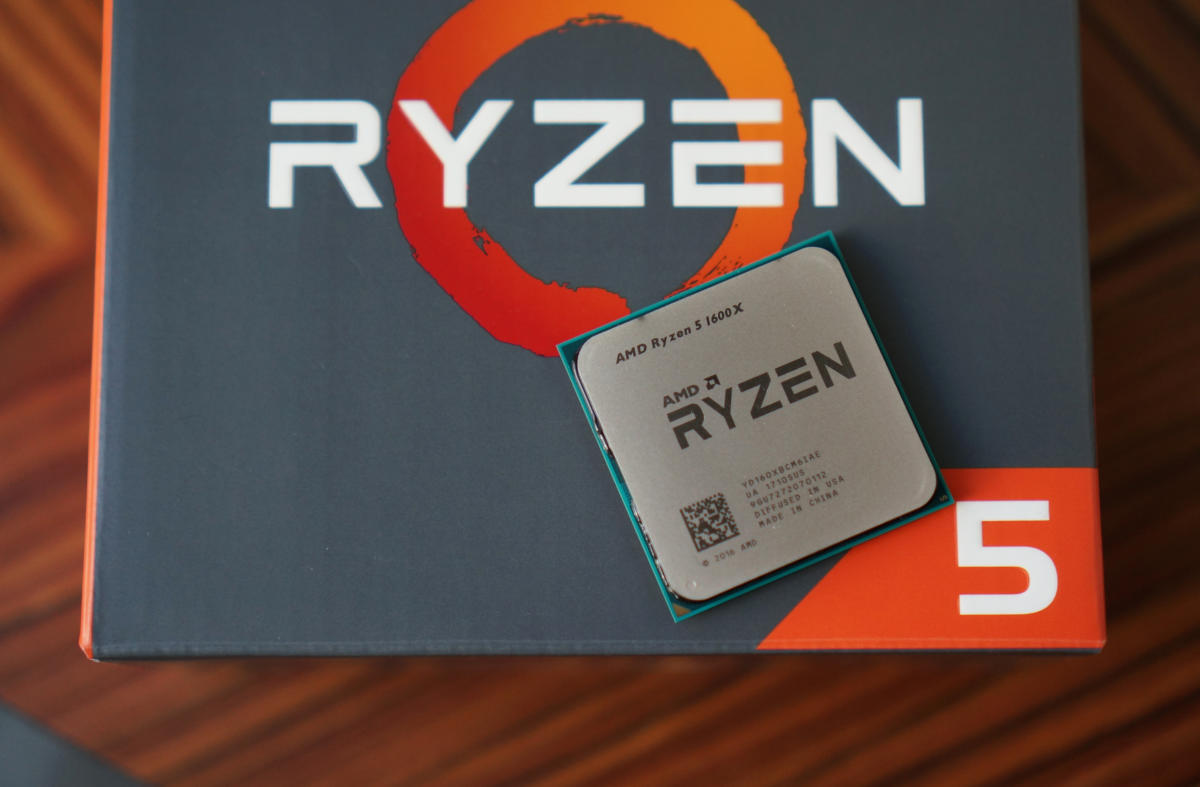 RYZEN
AMD Ryzen 5 1600X
AMD
RYZEN
YD160XBCM6IAE
UA 1710SUS
9GU7272070112
DIFFUSED IN USA
MADE IN CHINA
© 2016 AMD
5